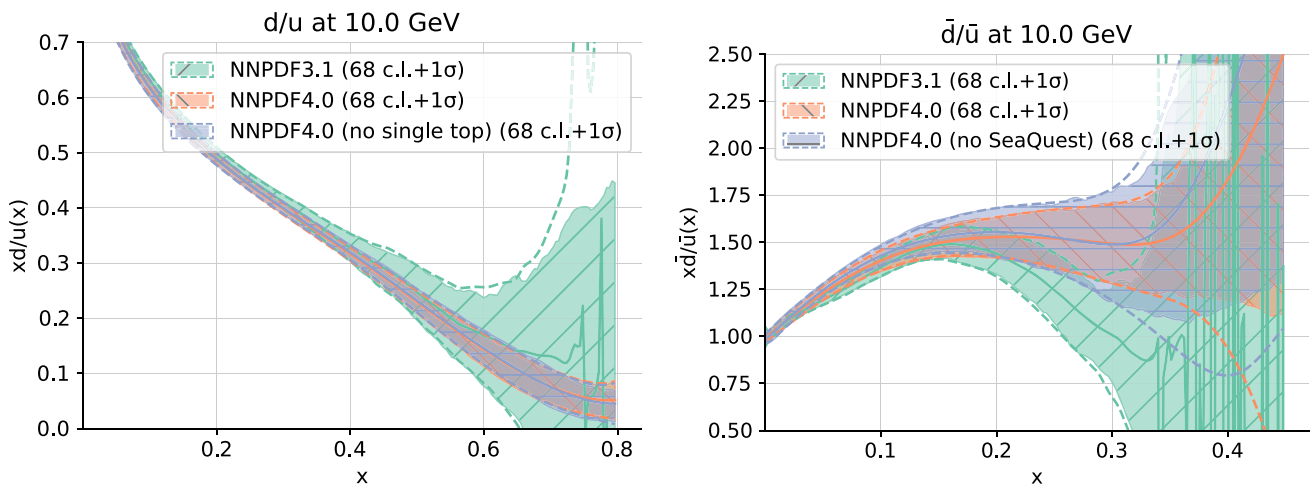 d/u at 10.0 GeV
0.7
0.6
0.5
0.4
0.3
0.2
0.1
0.0
xd/u(x)
NNPDF3.1 (68 c.l.+1σ)
NNPDF4.0 (68 c.l.+1σ)
NNPDF4.0 (no single top) (68 c.l.+1σ)
0.2
0.4
0.6
0.8
x
d̄/ū at 10.0 GeV
2.50
2.25
2.00
1.75
1.50
1.25
1.00
0.75
0.50
xd̄/ū(x)
NNPDF3.1 (68 c.l.+1σ)
NNPDF4.0 (68 c.l.+1σ)
NNPDF4.0 (no SeaQuest) (68 c.l.+1σ)
0.1
0.2
0.3
0.4
x